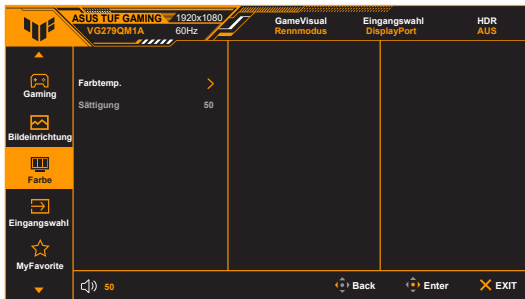 ASUS TUF GAMING
VG279QM1A
1920x1080
60Hz
GameVisual
Rennmodus
Eingangswahl
DisplayPort
HDR
AUS
Gaming
Bildeinrichtung
Farbe
Eingangswahl
MyFavorite
Farbtemp.
Sättigung 50
50
Back
Enter
EXIT